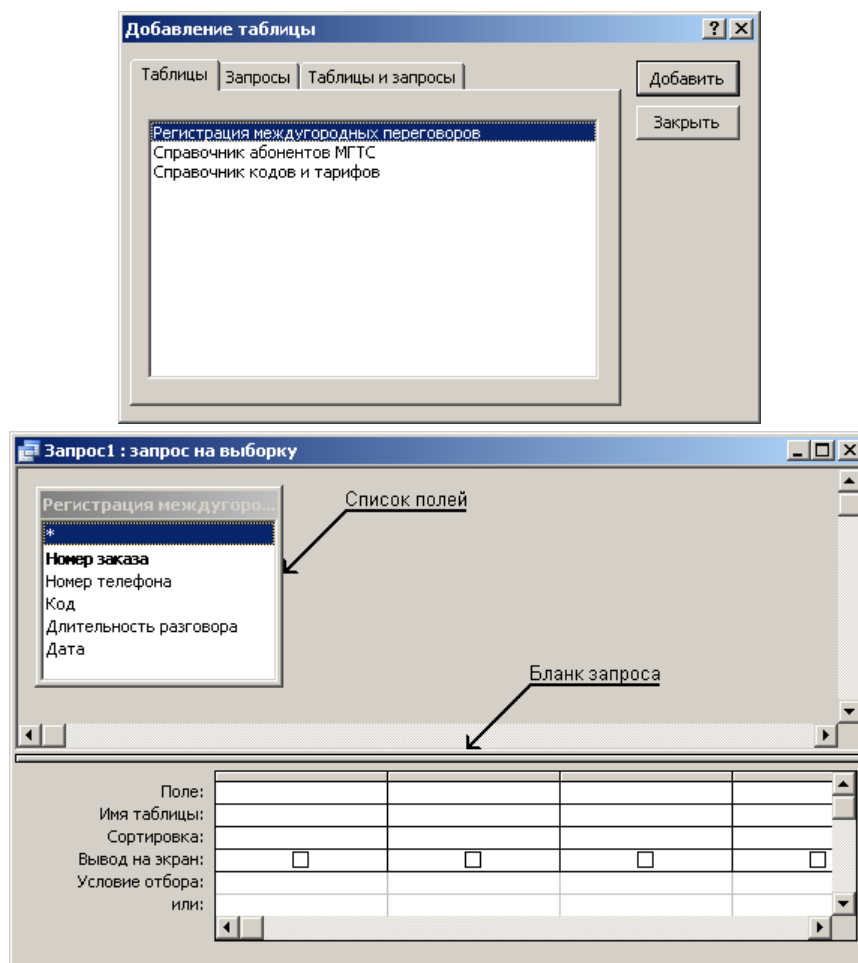 Добавление таблицы
Таблицы Запросы Таблицы и запросы
Добавить
Закрыть
Регистрация междугородных переговоров
Справочник абонентов МГТС
Справочник кодов и тарифов
Запрос1 : запрос на выборку
Регистрация междугоро...
Список полей
*
Номер заказа
Номер телефона
Код
Длительность разговора
Дата
Бланк запроса
Поле:
Имя таблицы:
Сортировка:
Вывод на экран:
Условие отбора:
или: